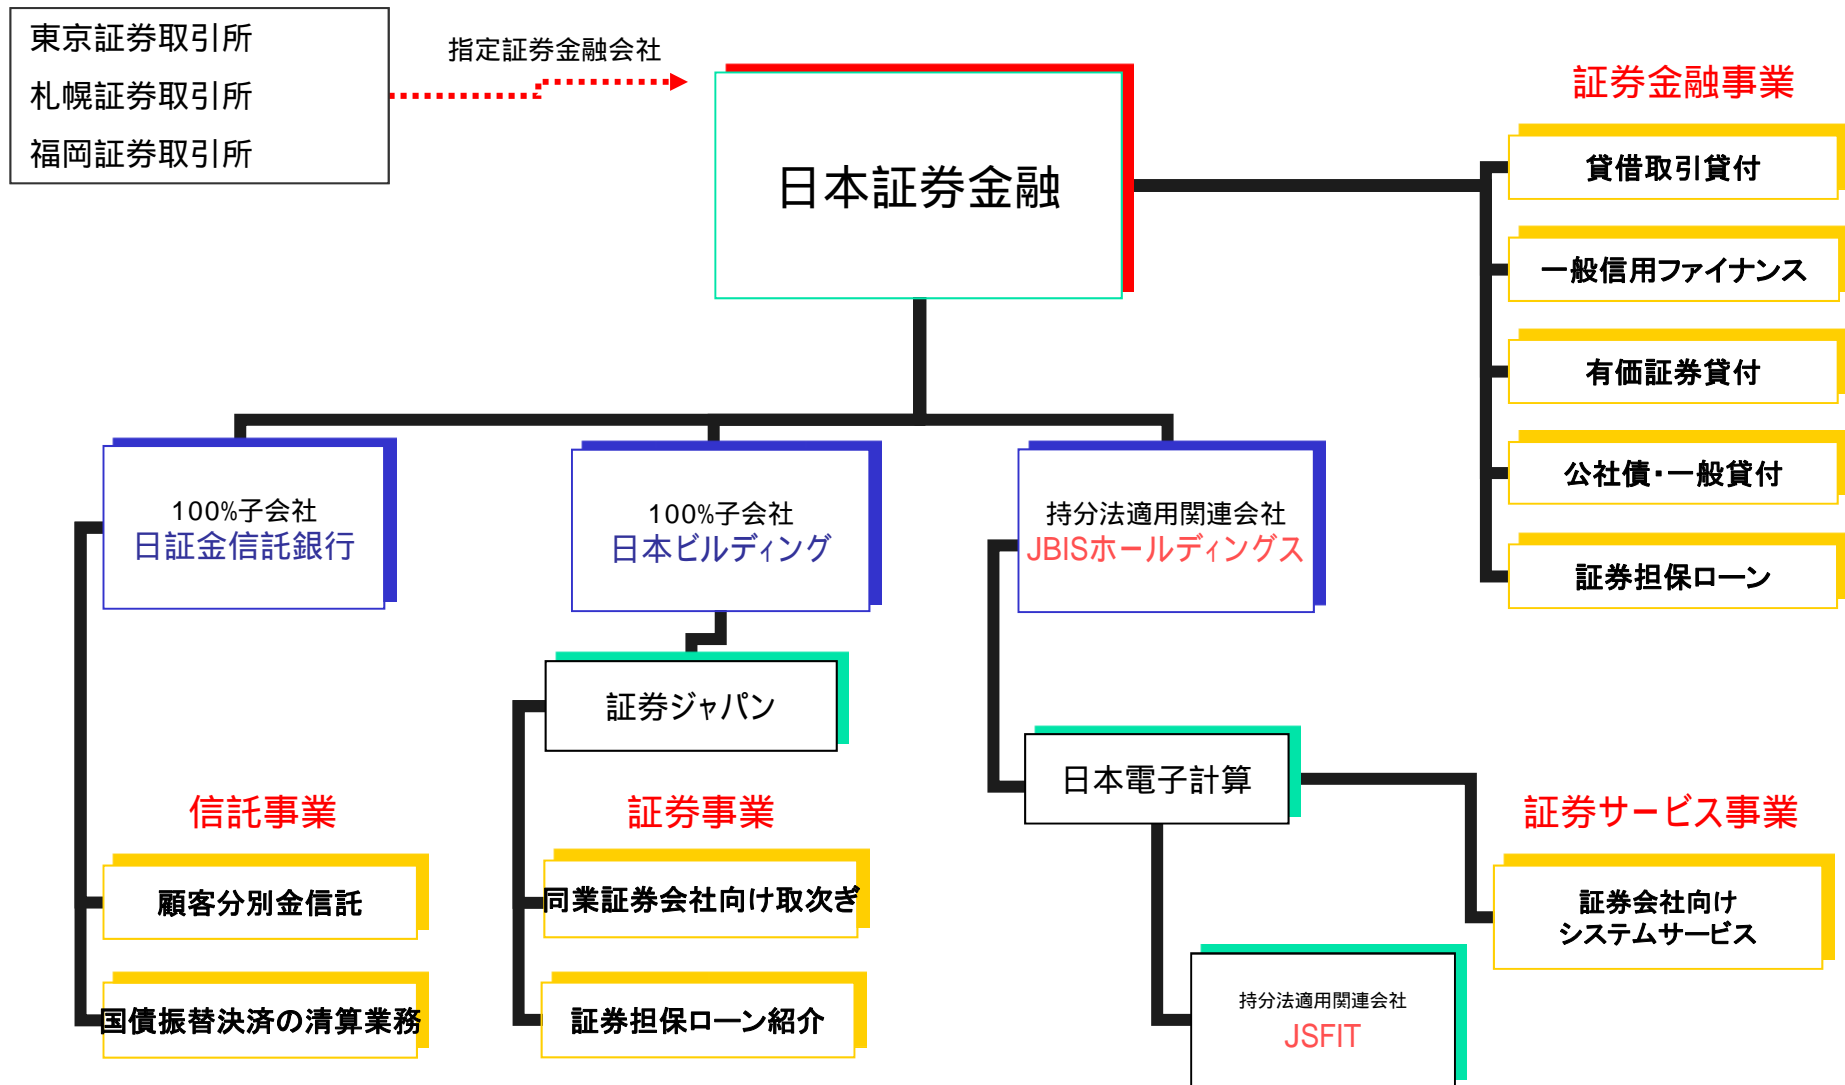 東京証券取引所
札幌証券取引所
福岡証券取引所
指定証券金融会社
日本証券金融
証券金融事業
貸借取引貸付
一般信用ファイナンス
有価証券貸付
公社債・一般貸付
証券担保ローン
100%子会社
日証金信託銀行
100%子会社
日本ビルディング
持分法適用関連会社
JBISホールディングス
証券ジャパン
日本電子計算
信託事業
顧客分別金信託
国債振替決済の清算業務
証券事業
同業証券会社向け取次ぎ
証券担保ローン紹介
証券サービス事業
証券会社向け
システムサービス
持分法適用関連会社
JSFIT